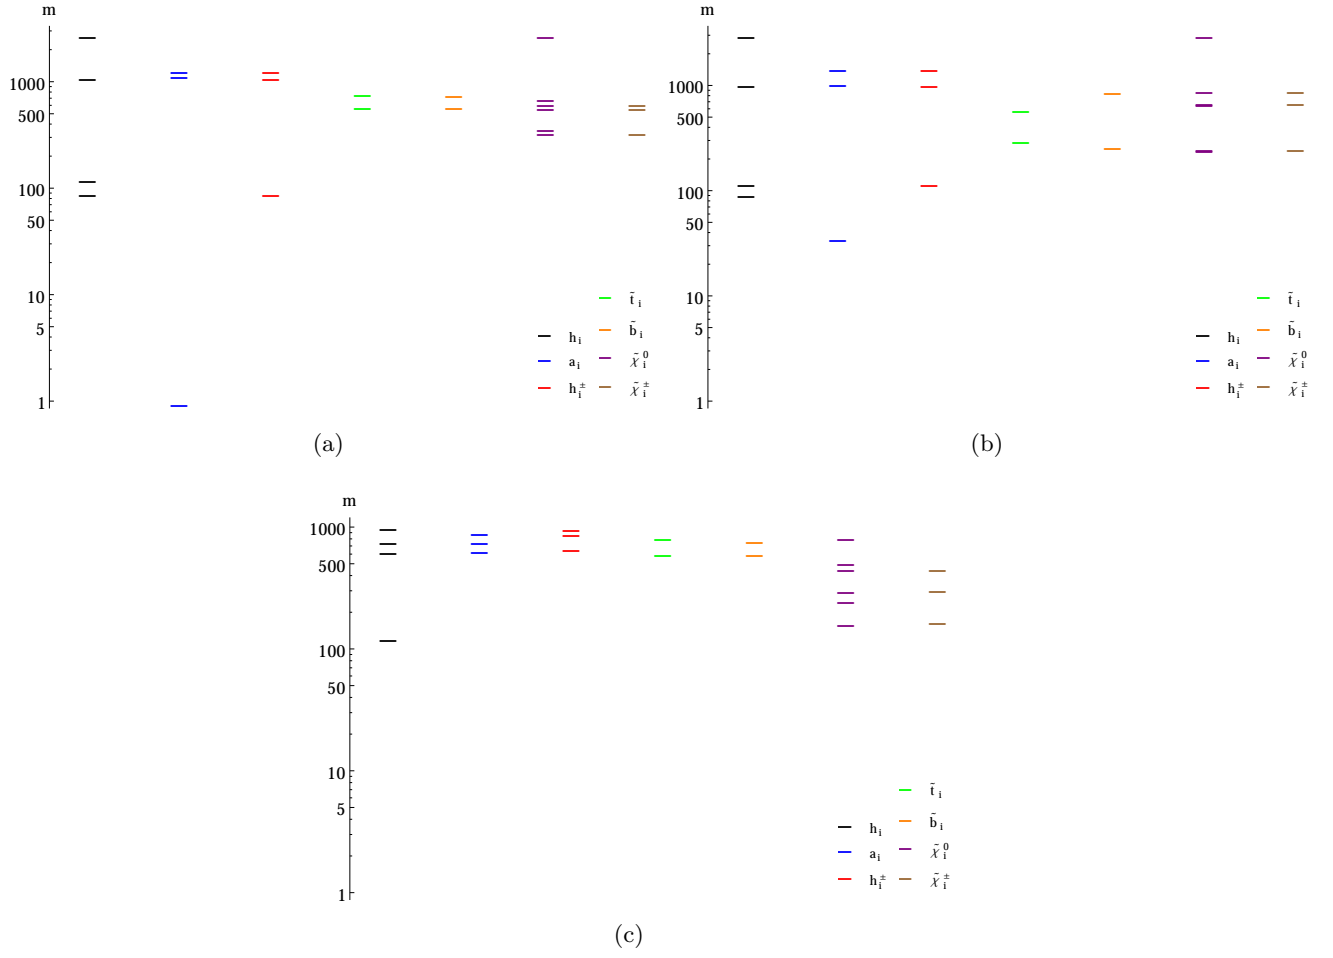 m
1000
500
100
50
10
5
1
h_i
a_i
h_i^±
t̃_i
b̃_i
χ̃_i^0
χ̃_i^±
(a)
m
1000
500
100
50
10
5
1
h_i
a_i
h_i^±
t̃_i
b̃_i
χ̃_i^0
χ̃_i^±
(b)
m
1000
500
100
50
10
5
1
h_i
a_i
h_i^±
t̃_i
b̃_i
χ̃_i^0
χ̃_i^±
(c)